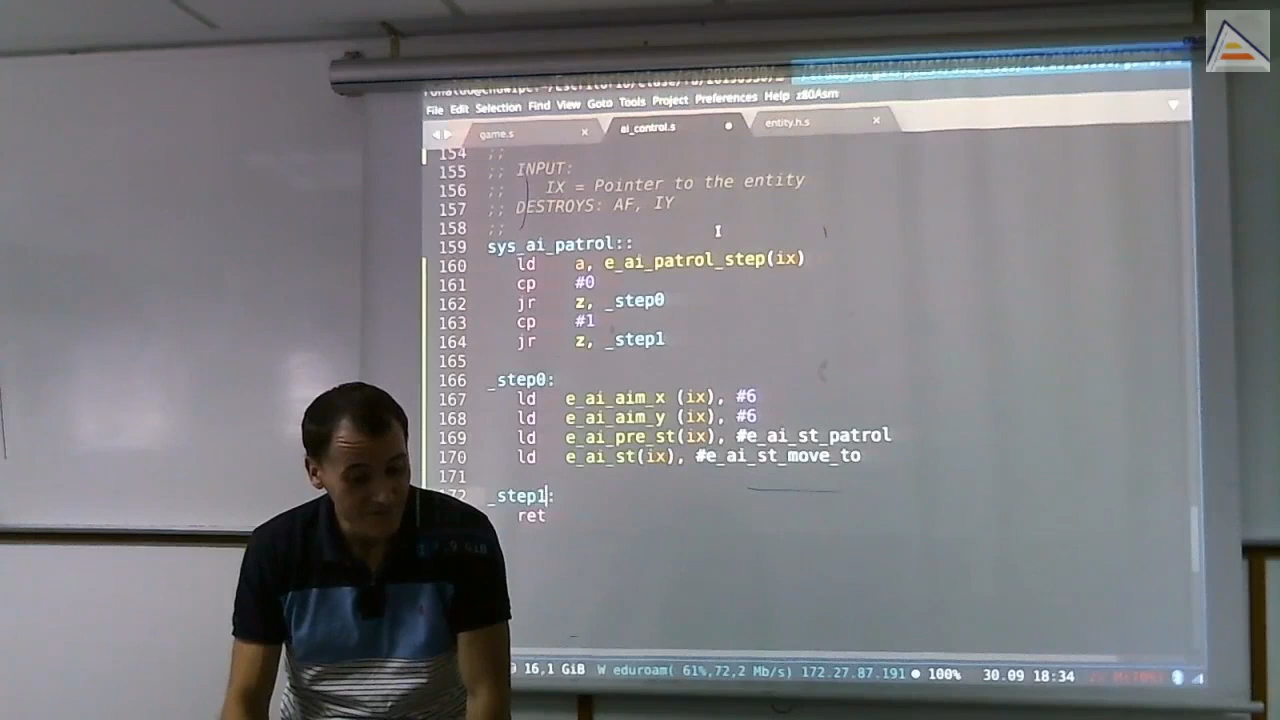 File Edit Selection Find View Goto Tools Project Preferences Help z80Asm
game.s ai_control.s entity.h.s
154 ;;
155 ;; INPUT:
156 ;; IX = Pointer to the entity
157 ;; DESTROYS: AF, IY
158 ;;
159 sys_ai_patrol::
160 ld a, e_ai_patrol_step(ix)
161 cp #0
162 jr z, _step0
163 cp #1
164 jr z, _step1
165
166 _step0:
167 ld e_ai_aim_x (ix), #6
168 ld e_ai_aim_y (ix), #6
169 ld e_ai_pre_st(ix), #e_ai_st_patrol
170 ld e_ai_st(ix), #e_ai_st_move_to
171
172 _step1:
ret
16,1 GiB W eduroam( 61%,72,2 Mb/s) 172.27.87.191 100% 30.09 18:34